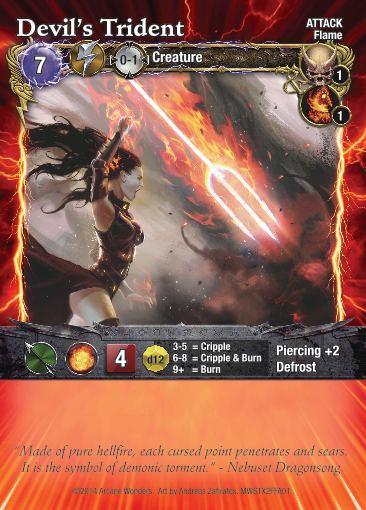 Devil's Trident
ATTACK
Flame
7
0-1 Creature
1
1
4
d12
3-5 = Cripple
6-8 = Cripple & Burn
9+ = Burn
Piercing +2
Defrost
"Made of pure hellfire, each cursed point penetrates and sears.
It is the symbol of demonic torment." - Nebuset Dragonsong
©2014 Arcane Wonders. Art by Andreas Zafiratos. MWSTX2FFA01